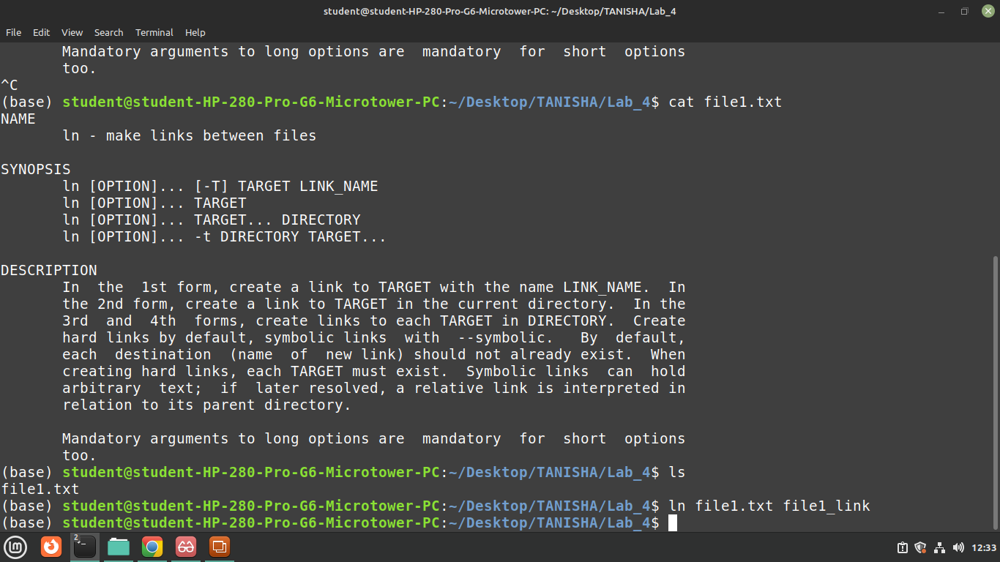 student@student-HP-280-Pro-G6-Microtower-PC: ~/Desktop/TANISHA/Lab_4
File Edit View Search Terminal Help
Mandatory arguments to long options are  mandatory  for  short  options
too.
^C
(base) student@student-HP-280-Pro-G6-Microtower-PC:~/Desktop/TANISHA/Lab_4$ cat file1.txt
NAME
ln - make links between files
SYNOPSIS
ln [OPTION]... [-T] TARGET LINK_NAME
ln [OPTION]... TARGET
ln [OPTION]... TARGET... DIRECTORY
ln [OPTION]... -t DIRECTORY TARGET...
DESCRIPTION
In  the  1st form, create a link to TARGET with the name LINK_NAME.  In
the 2nd form, create a link to TARGET in the current directory.  In the
3rd  and  4th  forms, create links to each TARGET in DIRECTORY.  Create
hard links by default, symbolic links  with  --symbolic.   By  default,
each  destination  (name  of  new link) should not already exist.  When
creating hard links, each TARGET must exist.  Symbolic links  can  hold
arbitrary  text;  if  later resolved, a relative link is interpreted in
relation to its parent directory.
Mandatory arguments to long options are  mandatory  for  short  options
too.
(base) student@student-HP-280-Pro-G6-Microtower-PC:~/Desktop/TANISHA/Lab_4$ ls
file1.txt
(base) student@student-HP-280-Pro-G6-Microtower-PC:~/Desktop/TANISHA/Lab_4$ ln file1.txt file1_link
(base) student@student-HP-280-Pro-G6-Microtower-PC:~/Desktop/TANISHA/Lab_4$
2
12:33